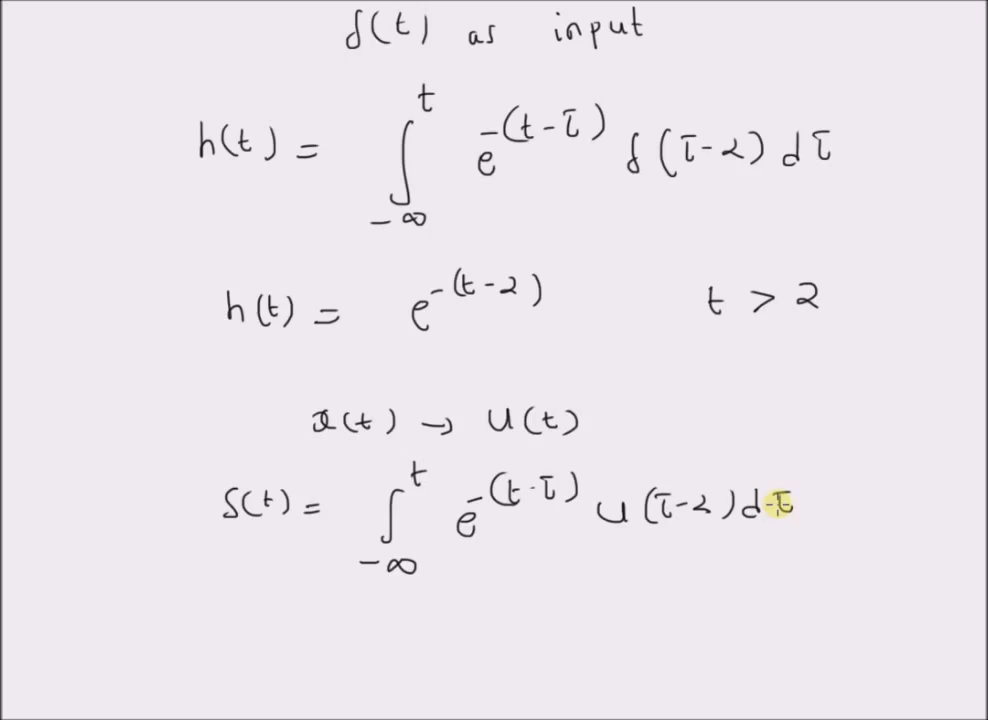 δ(t) as input
h(t) = ∫_{-∞}^{t} e^{-(t-τ)} δ(τ-2) dτ
h(t) = e^{-(t-2)} t > 2
x(t) → u(t)
s(t) = ∫_{-∞}^{t} e^{-(t-τ)} u(τ-2) dτ